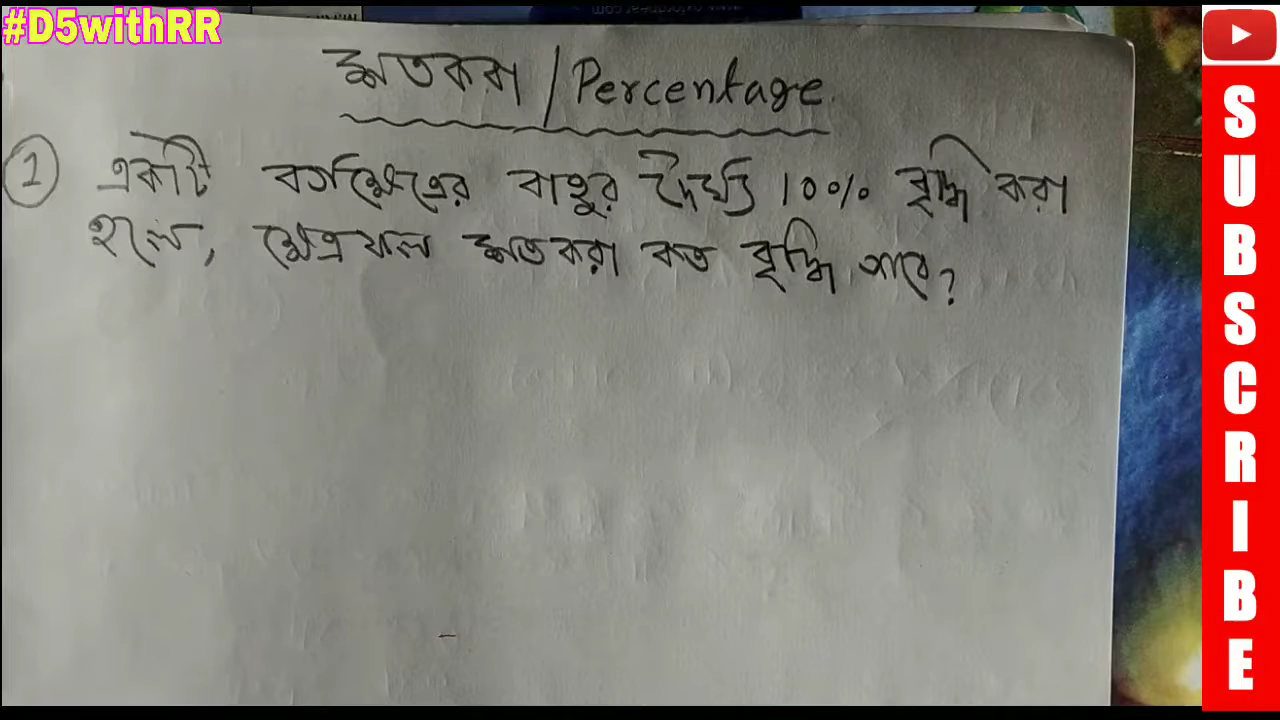 #D5withRR
শতকরা / Percentage
1 একটি বর্গক্ষেত্রের বাহুর দৈর্ঘ্য 10% বৃদ্ধি করা
হলে, ক্ষেত্রফল শতকরা কত বৃদ্ধি পাবে?
SUBSCRIBE